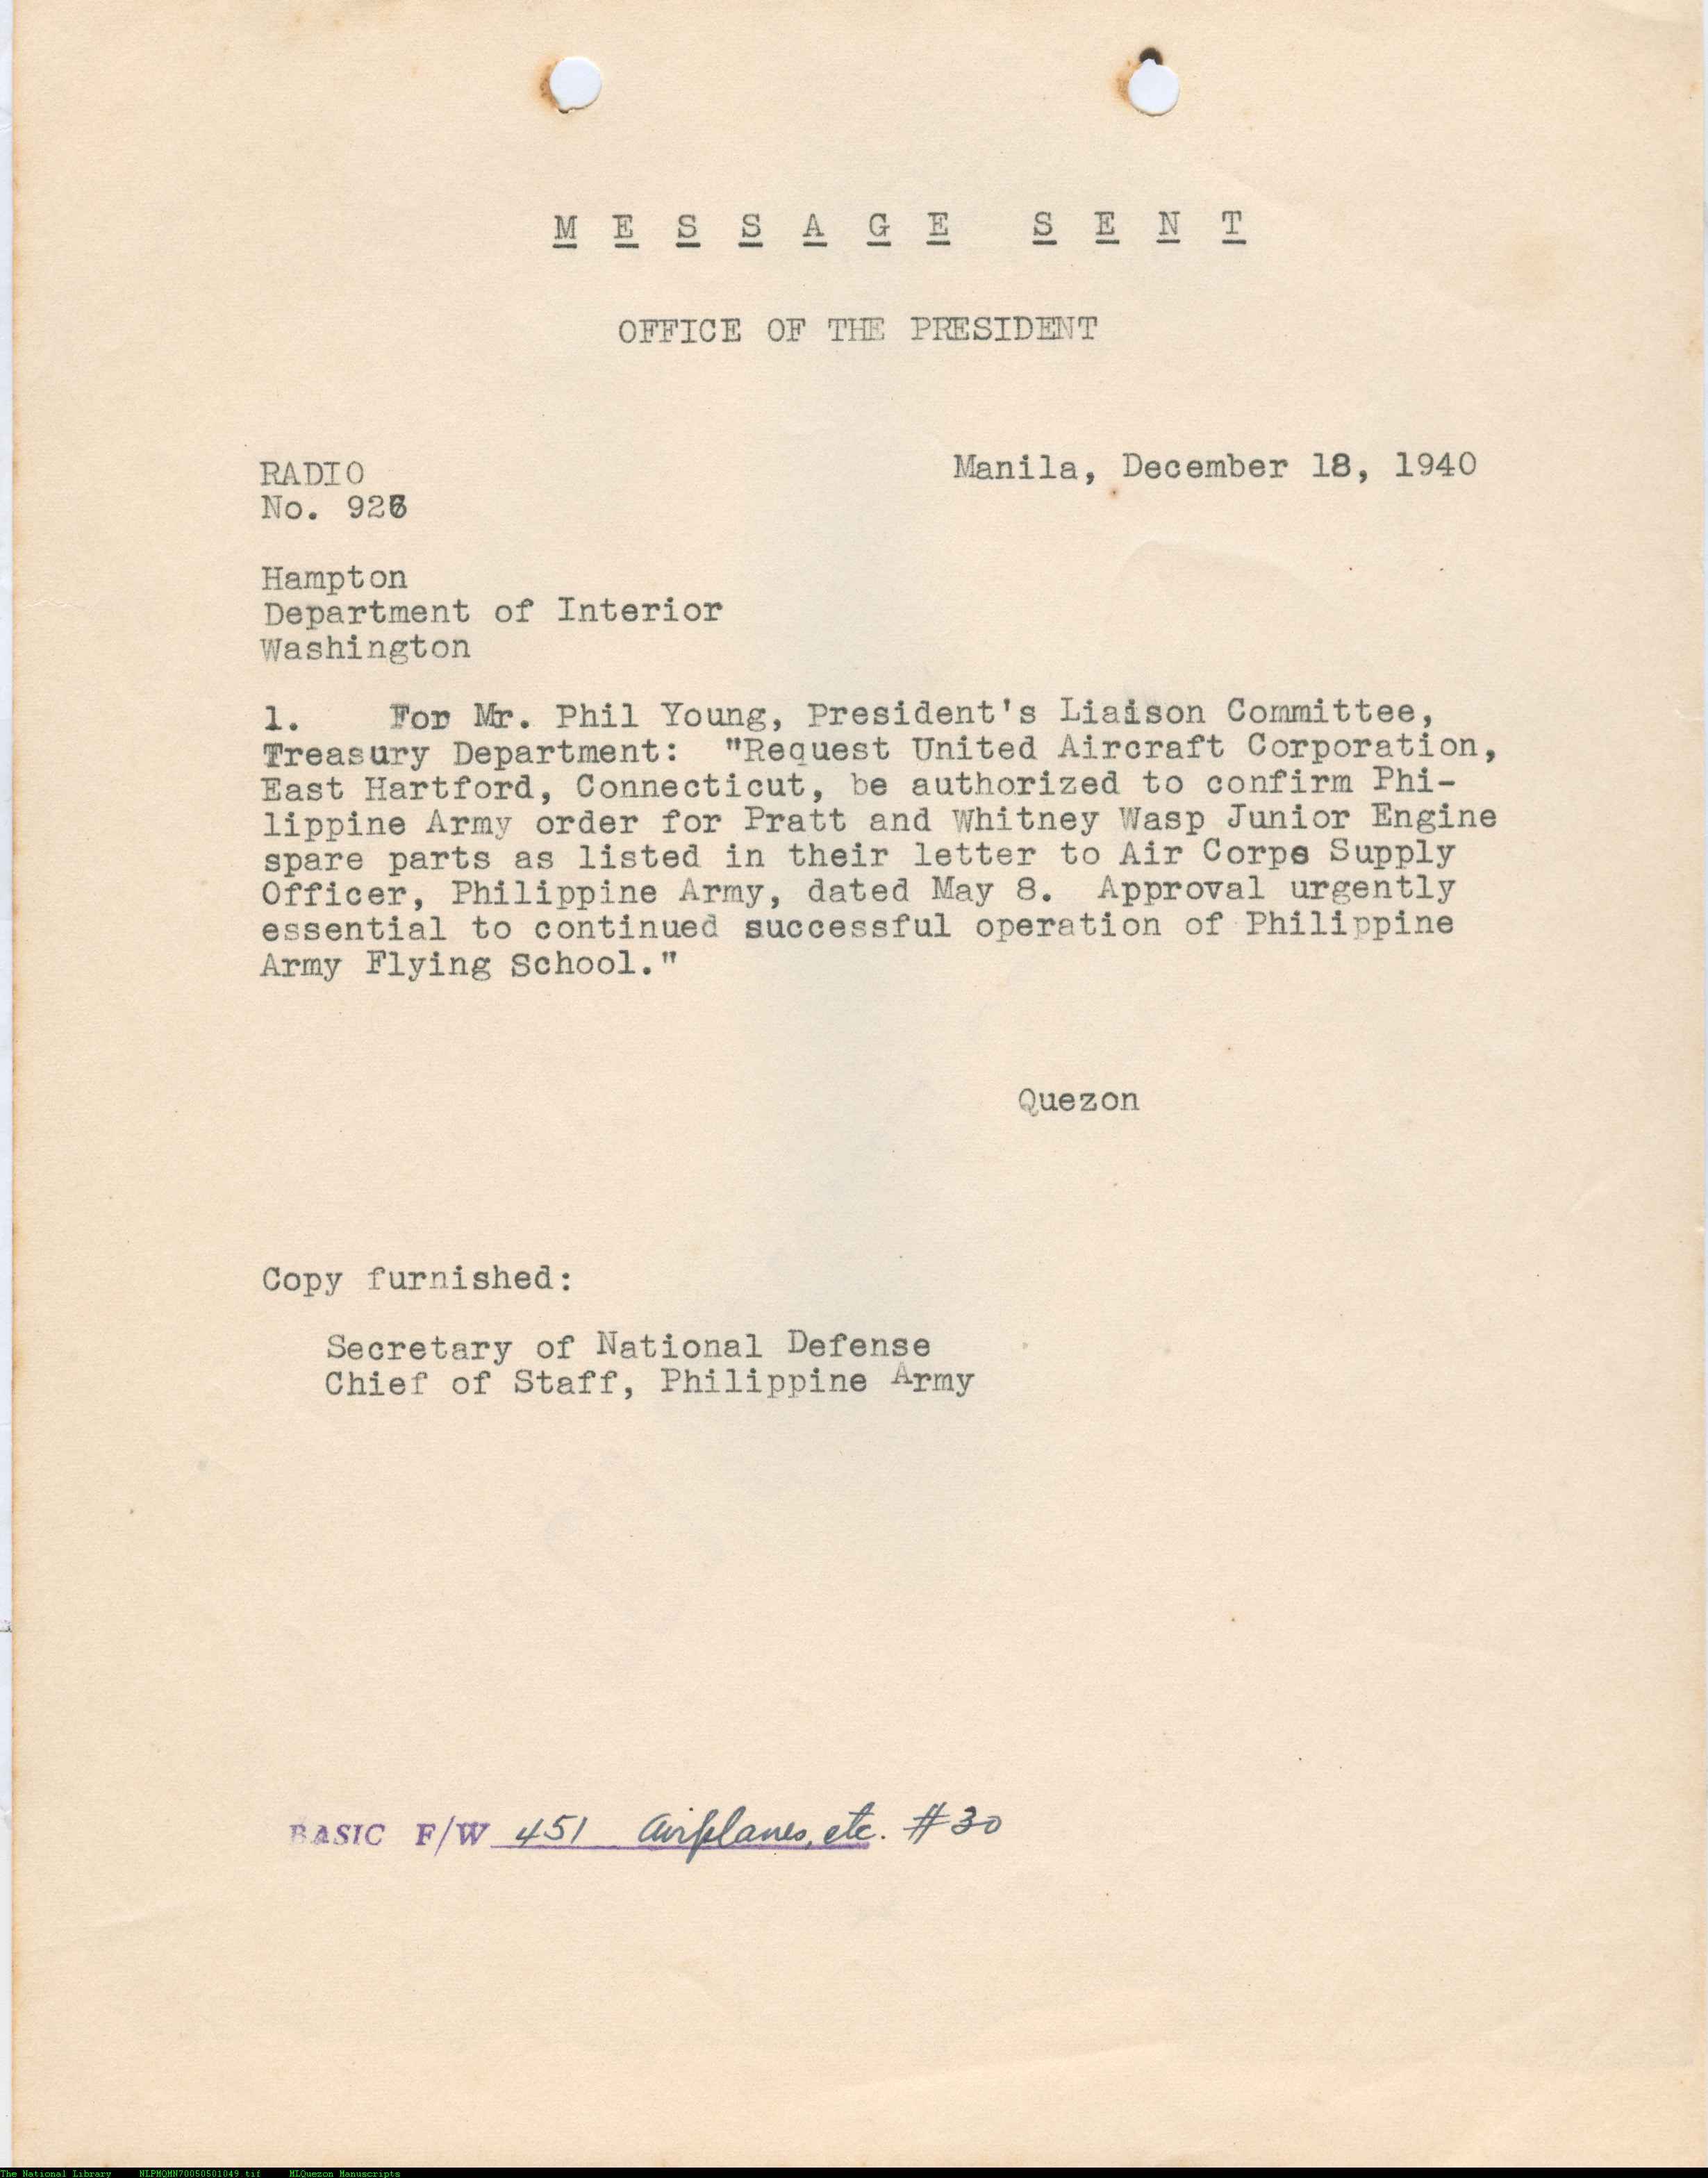 MESSAGE SENT
OFFICE OF THE PRESIDENT
RADIO
Manila, December 18, 1940
No.
Hampton
Department of Interior
Washington
1. For Mr. Phil Young, President's Liaison Committee,
Treasury Department: "Request United Aircraft Corporation,
East Hartford, Connecticut, be authorized to confirm Phi-
lippine Army order for Pratt and Whitney Wasp Junior Engine
spare parts as listed in their letter to Air Corps Supply
Officer, Philippine Army, dated May 8. Approval urgently
essential to continued successful operation of Philippine
Army Flying School."
Quezon
Copy furnished:
Secretary of National Defense
Chief of Staff, Philippine Army
BASIC F/W 451 Airplanes, etc. #30
The National Library NLPMQMN70050501049.tif MLQuezon Manuscripts